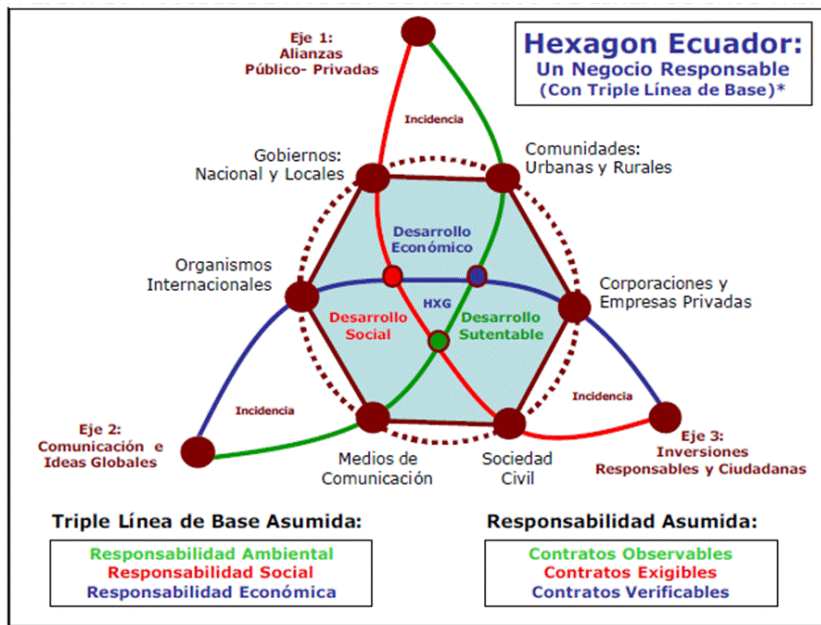 Eje 1:
Alianzas
Público- Privadas
Hexagon Ecuador:
Un Negocio Responsable
(Con Triple Línea de Base)*
Incidencia
Gobiernos:
Nacional y Locales
Comunidades:
Urbanas y Rurales
Desarrollo
Económico
Organismos
Internacionales
Corporaciones y
Empresas Privadas
HXG
Desarrollo
Social
Desarrollo
Sutentable
Incidencia
Incidencia
Eje 2:
Comunicación e
Ideas Globales
Eje 3:
Inversiones
Responsables y Ciudadanas
Medios de
Comunicación
Sociedad
Civil
Triple Línea de Base Asumida:
Responsabilidad Ambiental
Responsabilidad Social
Responsabilidad Económica
Responsabilidad Asumida:
Contratos Observables
Contratos Exigibles
Contratos Verificables